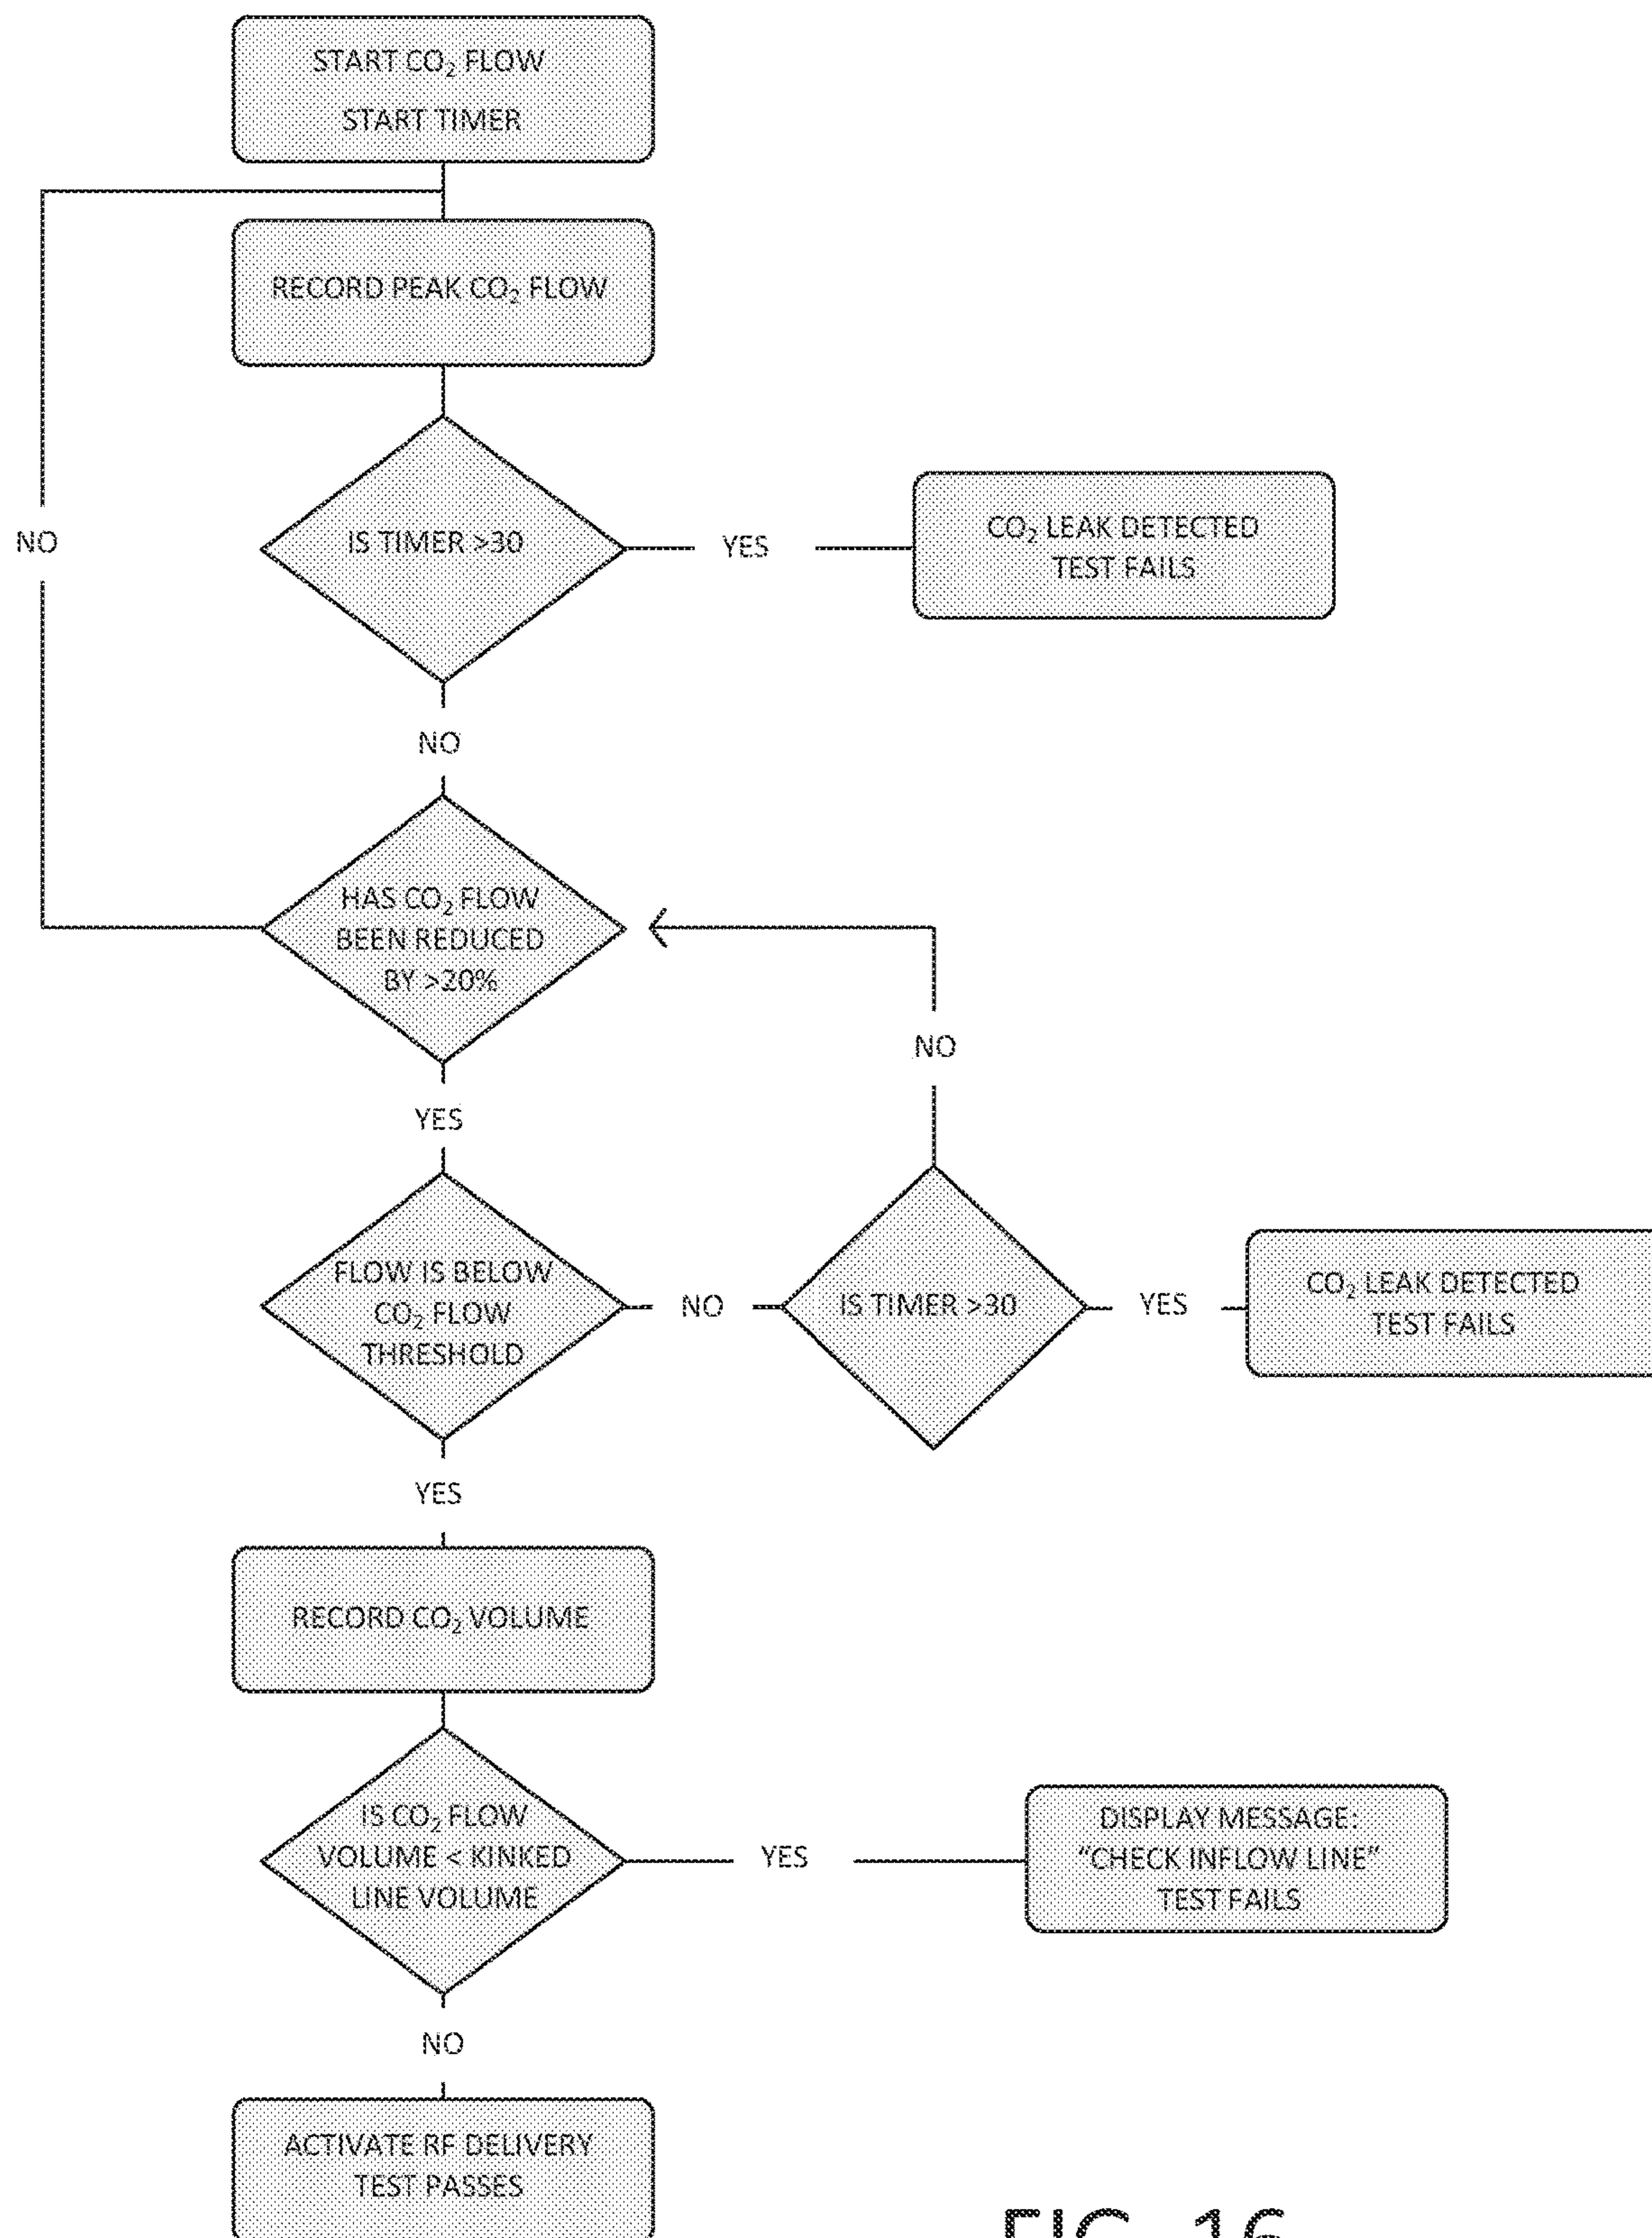 START CO₂ FLOW
START TIMER
RECORD PEAK CO₂ FLOW
IS TIMER >30
YES
CO₂ LEAK DETECTED
TEST FAILS
NO
NO
HAS CO₂ FLOW
BEEN REDUCED
BY >20%
NO
YES
FLOW IS BELOW
CO₂ FLOW
THRESHOLD
NO
IS TIMER >30
YES
CO₂ LEAK DETECTED
TEST FAILS
YES
RECORD CO₂ VOLUME
IS CO₂ FLOW
VOLUME < KINKED
LINE VOLUME
YES
DISPLAY MESSAGE:
“CHECK INFLOW LINE”
TEST FAILS
NO
ACTIVATE RF DELIVERY
TEST PASSES
FIG. 16